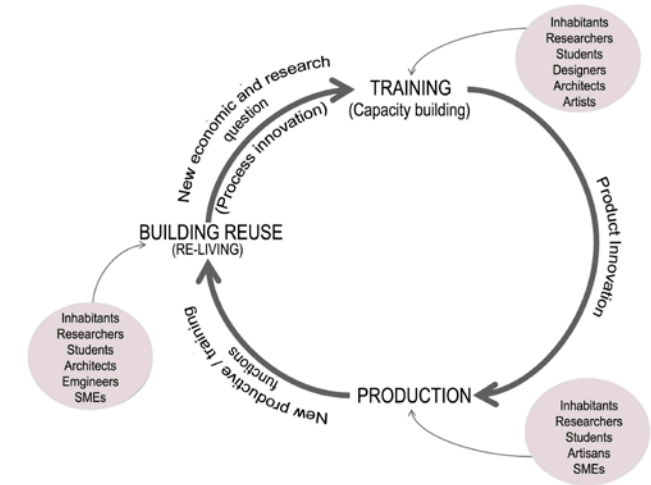 Inhabitants
Researchers
Students
Designers
Architects
Artists
New economic and research
question
(Process innovation)
TRAINING
(Capacity building)
Product Innovation
BUILDING REUSE
(RE-LIVING)
Inhabitants
Researchers
Students
Architects
Emgineers
SMEs
New productive / training
functions
PRODUCTION
Inhabitants
Researchers
Students
Artisans
SMEs